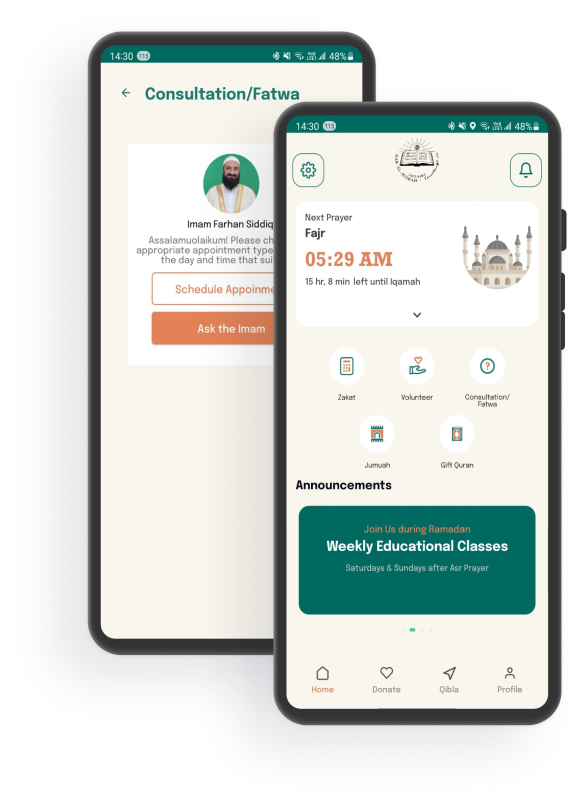 14:30 115
48%
Consultation/Fatwa
Imam Farhan Siddiq
Assalamuolaikum! Please ch
appropriate appointment type
the day and time that sui
Schedule Appoinme
Ask the Imam
14:30 115
48%
Next Prayer
Fajr
05:29 AM
15 hr, 8 min left until Iqamah
Zakat
Volunteer
Consultation/
Fatwa
Jumuah
Gift Quran
Announcements
Join Us during Ramadan
Weekly Educational Classes
Saturdays & Sundays after Asr Prayer
Home
Donate
Qibla
Profile